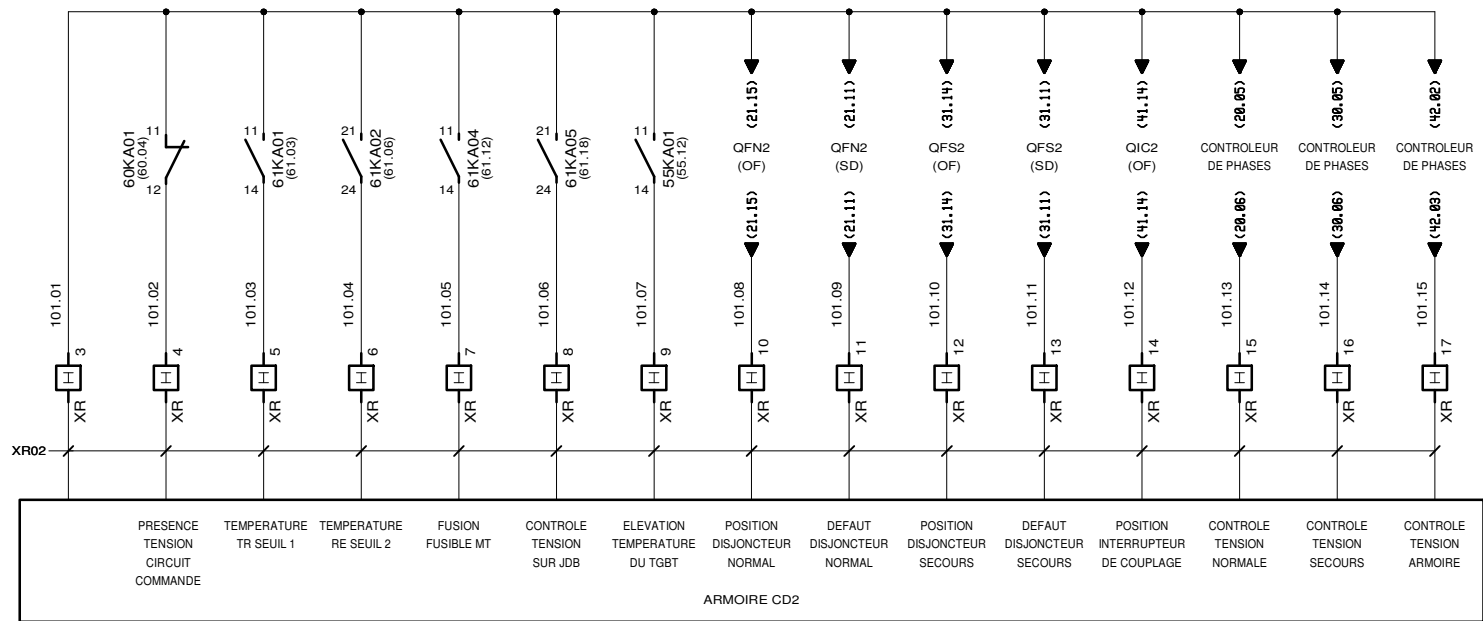 (21.15) (21.11) (31.14) (31.11) (41.14) (20.05) (30.05) (42.02)
11 11 21 11 21 11
60KA01 (60.04)
61KA01 (61.03)
61KA02 (61.06)
61KA04 (61.12)
61KA05 (61.18)
55KA01 (55.12)
12 14 24 14 24 14
QFN2 QFN2 QFS2 QFS2 QIC2 CONTROLEUR CONTROLEUR CONTROLEUR
(OF) (SD) (OF) (SD) (OF) DE PHASES DE PHASES DE PHASES
(21.15) (21.11) (31.14) (31.11) (41.14) (20.06) (30.06) (42.03)
101.01 101.02 101.03 101.04 101.05 101.06 101.07 101.08 101.09 101.10 101.11 101.12 101.13 101.14 101.15
3 4 5 6 7 8 9 10 11 12 13 14 15 16 17
H H H H H H H H H H H H H H H
XR XR XR XR XR XR XR XR XR XR XR XR XR XR XR
XR02
PRESENCE TEMPERATURE TEMPERATURE FUSION CONTROLE ELEVATION POSITION DEFAUT POSITION DEFAUT POSITION CONTROLE CONTROLE CONTROLE
TENSION TR SEUIL 1 RE SEUIL 2 FUSIBLE MT TENSION TEMPERATURE DISJONCTEUR DISJONCTEUR DISJONCTEUR DISJONCTEUR INTERRUPTEUR TENSION TENSION TENSION
CIRCUIT SUR JDB DU TGBT NORMAL NORMAL SECOURS SECOURS DE COUPLAGE NORMALE SECOURS ARMOIRE
COMMANDE
ARMOIRE CD2